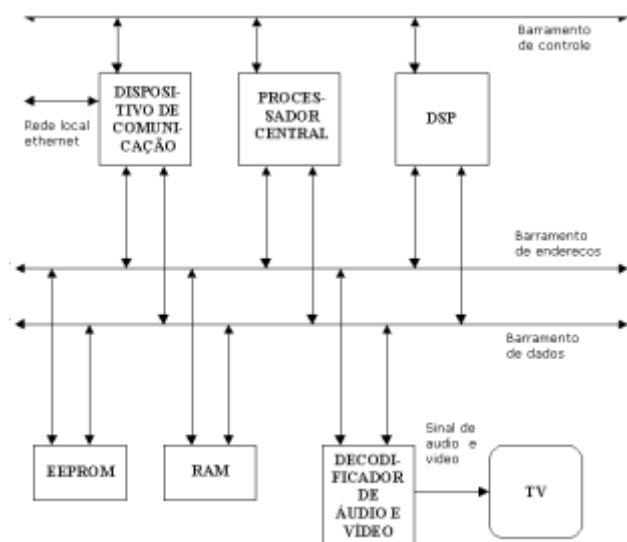 Barramento
de controle
DISPOSI-
TIVO DE
COMUNI-
CAÇÃO
PROCES-
SADOR
CENTRAL
DSP
Rede local
ethernet
Barramento
de enderecos
Barramento
de dados
EEPROM
RAM
DECODI-
FICADOR
DE
ÁUDIO E
VÍDEO
Sinal de
audio e
video
TV